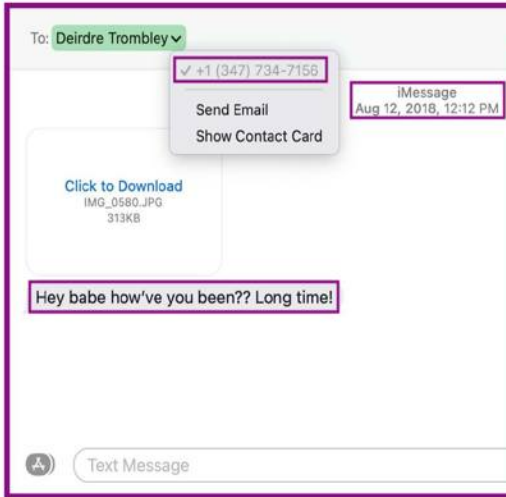 To: Deirdre Trombley
✓ +1 (347) 734-7156
Send Email
Show Contact Card
iMessage
Aug 12, 2018, 12:12 PM
Click to Download
IMG_0580.JPG
313KB
Hey babe how've you been?? Long time!
Text Message